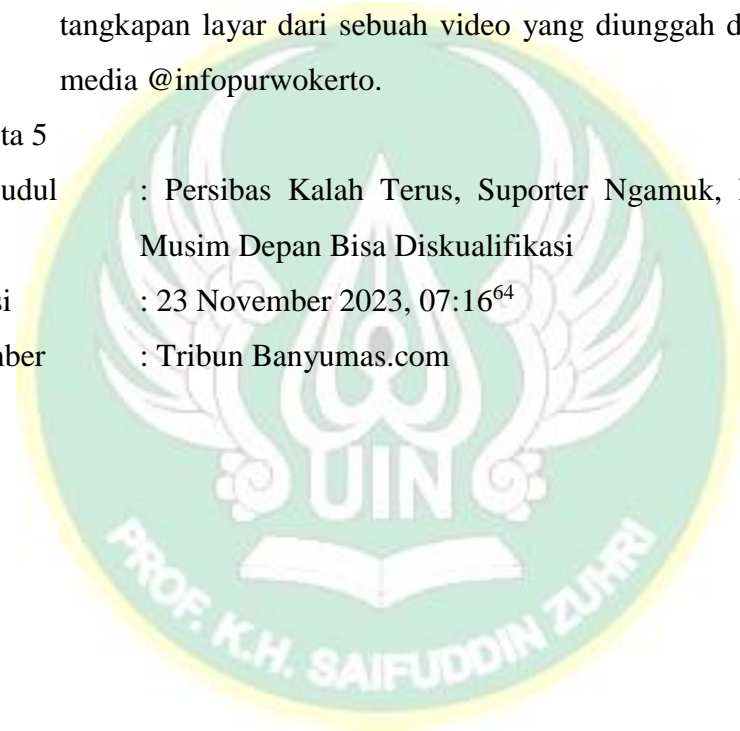 tangkapan layar dari sebuah video yang diunggah d
media @infopurwokerto.
ta 5
udul : Persibas Kalah Terus, Suporter Ngamuk,
Musim Depan Bisa Diskualifikasi
si : 23 November 2023, 07:16⁶⁴
nber : Tribun Banyumas.com
UIN
PROF. K.H. SAIFUDDIN ZUHRI